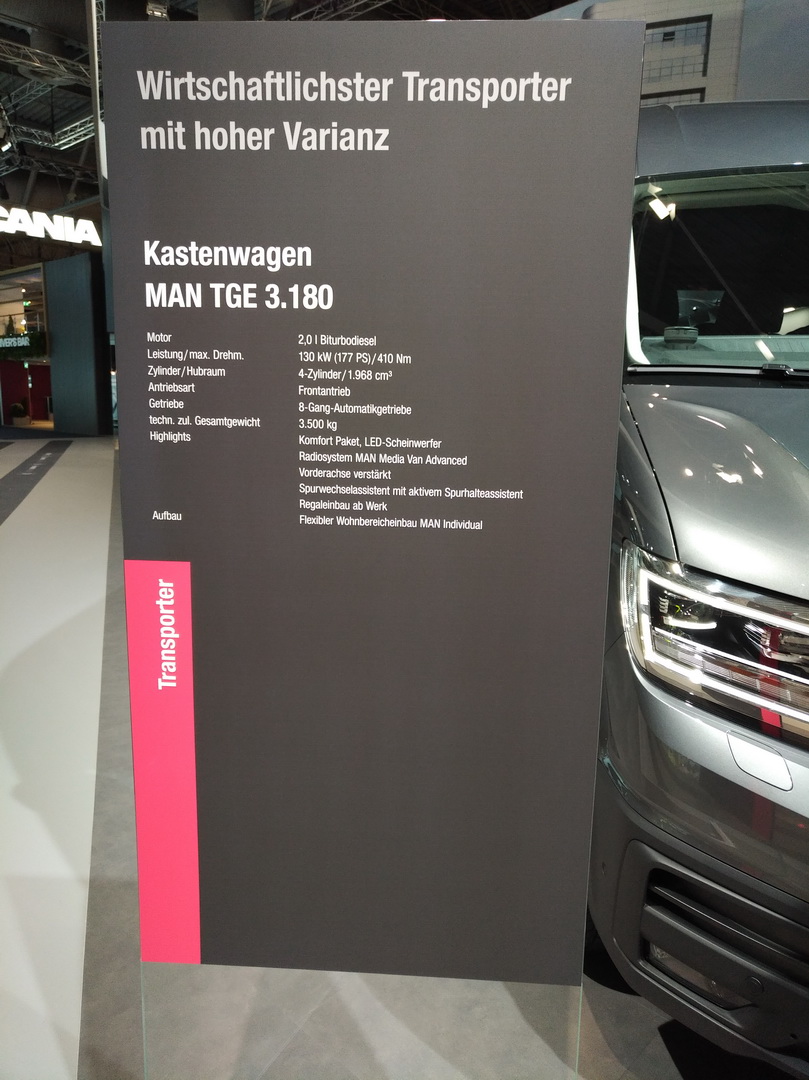 Wirtschaftlichster Transporter
mit hoher Varianz
CANIA
Kastenwagen
MAN TGE 3.180
Motor 2,0 l Biturbodiesel
Leistung/max. Drehm. 130 kW (177 PS)/410 Nm
Zylinder/Hubraum 4-Zylinder/1.968 cm³
Antriebsart Frontantrieb
Getriebe 8-Gang-Automatikgetriebe
techn. zul. Gesamtgewicht 3.500 kg
Highlights Komfort Paket, LED-Scheinwerfer
Radiosystem MAN Media Van Advanced
Vorderachse verstärkt
Spurwechselassistent mit aktivem Spurhalteassistent
Regaleinbau ab Werk
Aufbau Flexibler Wohnbereicheinbau MAN Individual
Transporter